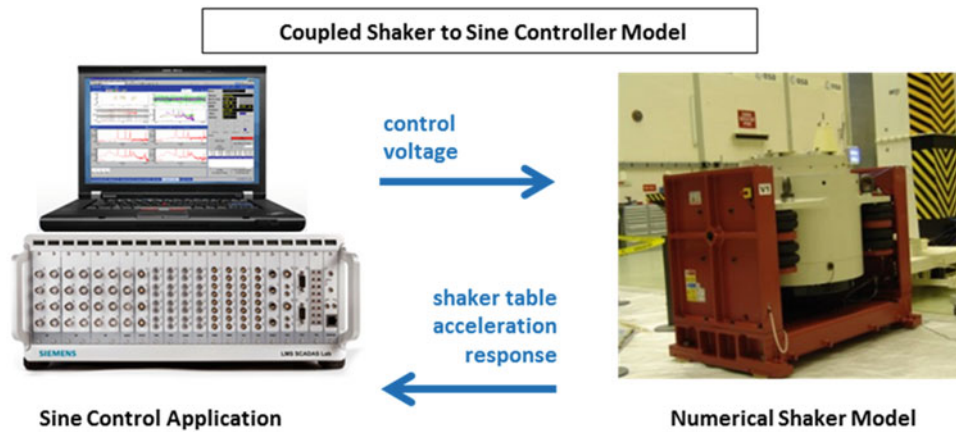 Coupled Shaker to Sine Controller Model
control
voltage
shaker table
acceleration
response
SIEMENS
LMS SCADAS Lab
esa
Sine Control Application
Numerical Shaker Model